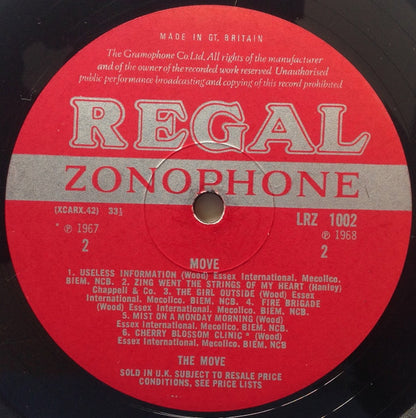 MADE IN GT. BRITAIN
The Gramophone Co. Ltd. All rights of the manufacturer
and of the owner of the recorded work reserved Unauthorised
public performance broadcasting and copying of this record prohibited
REGAL
ZONOPHONE
(XCARX.42) 33⅓
LRZ 1002
* ℗ 1967
℗ 1968
2
2
MOVE
1. USELESS INFORMATION (Wood) Essex International. Mecolico.
BIEM. NCB. 2. ZING WENT THE STRINGS OF MY HEART (Hanley)
Chappell & Co. 3. THE GIRL OUTSIDE (Wood) Essex
International. Mecolico. BIEM. NCB. 4. FIRE BRIGADE
(Wood) Essex International. Mecolico. BIEM. NCB.
5. MIST ON A MONDAY MORNING (Wood)
Essex International. Mecolico. BIEM. NCB.
6. CHERRY BLOSSOM CLINIC * (Wood)
Essex International. Mecolico. BIEM. NCB
THE MOVE
SOLD IN U.K. SUBJECT TO RESALE PRICE
CONDITIONS, SEE PRICE LISTS